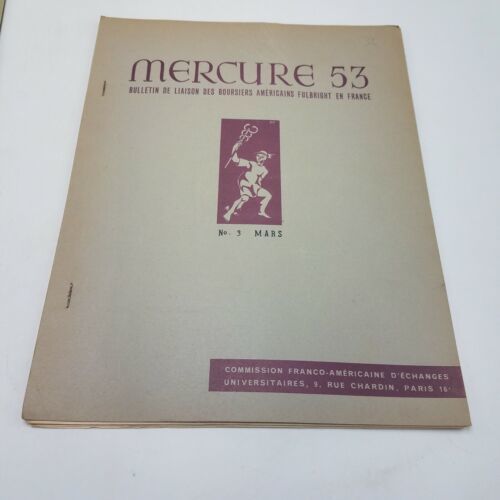 MERCURE 53
BULLETIN DE LIAISON DES BOURSIERS AMÉRICAINS FULBRIGHT EN FRANCE
No. 3 MARS
COMMISSION FRANCO-AMÉRICAINE D'ÉCHANGES
UNIVERSITAIRES, 9, RUE CHARDIN, PARIS 16e